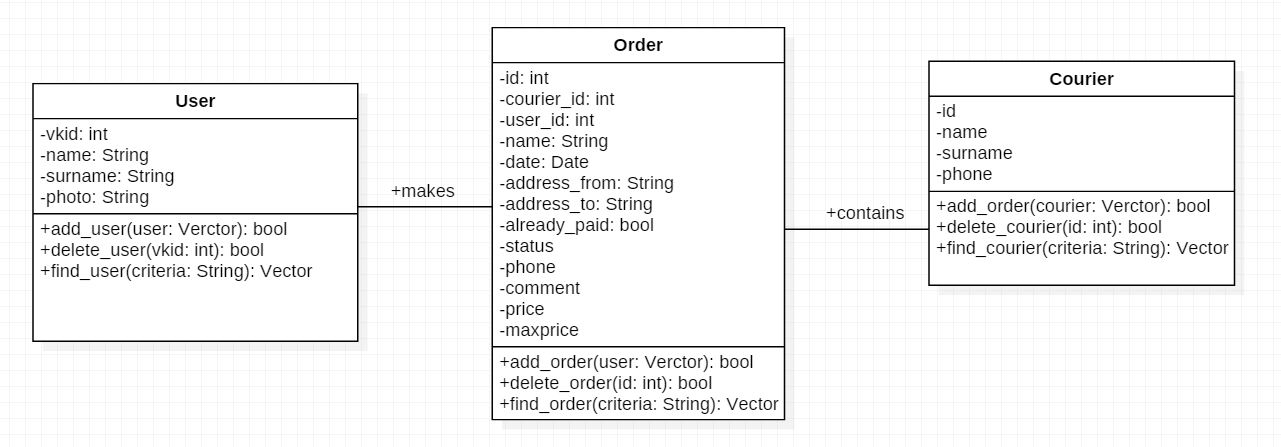 User
-vkid: int
-name: String
-surname: String
-photo: String
+add_user(user: Verctor): bool
+delete_user(vkid: int): bool
+find_user(criteria: String): Vector
+makes
Order
-id: int
-courier_id: int
-user_id: int
-name: String
-date: Date
-address_from: String
-address_to: String
-already_paid: bool
-status
-phone
-comment
-price
-maxprice
+add_order(user: Verctor): bool
+delete_order(id: int): bool
+find_order(criteria: String): Vector
+contains
Courier
-id
-name
-surname
-phone
+add_order(courier: Verctor): bool
+delete_courier(id: int): bool
+find_courier(criteria: String): Vector